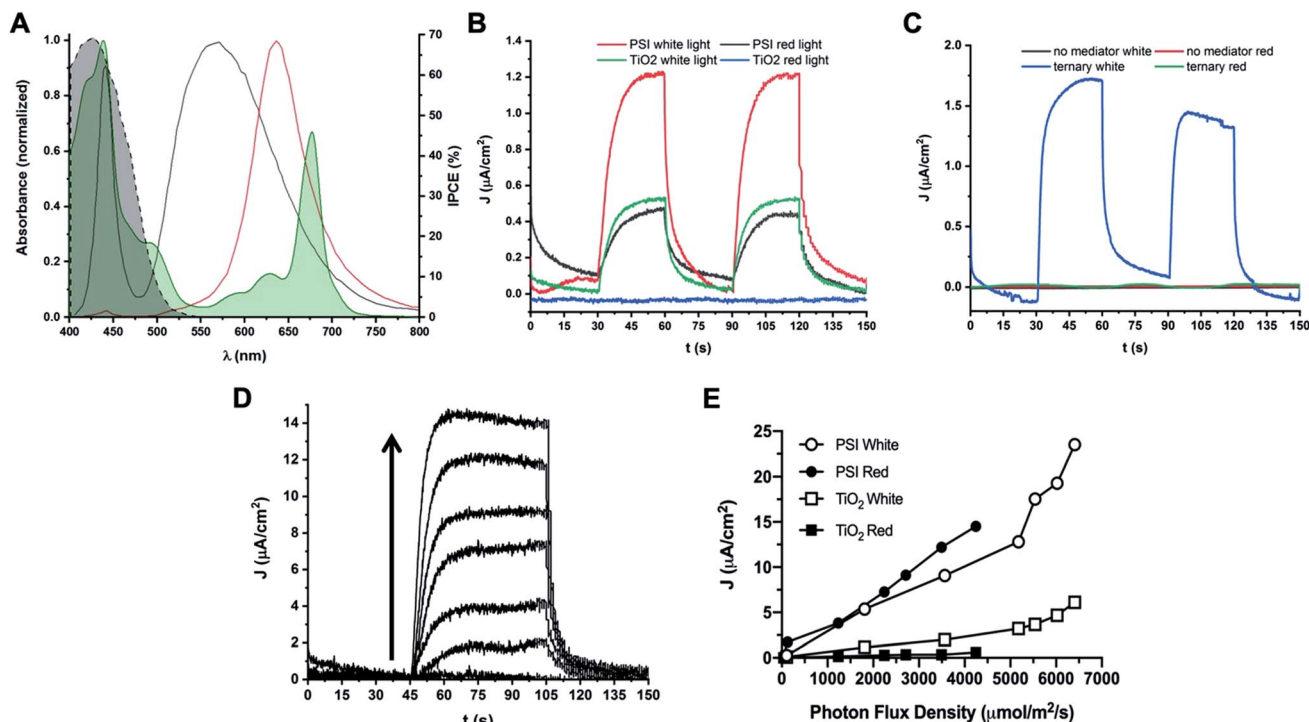 A
Absorbance (normalized)
1.0
0.8
0.6
0.4
0.2
0.0
70
60
50
40
30
20
10
0
IPCE (%)
400 450 500 550 600 650 700 750 800
λ (nm)
B
PSI white light PSI red light
TiO2 white light TiO2 red light
J (μA/cm²)
1.4
1.2
1.0
0.8
0.6
0.4
0.2
0.0
0 15 30 45 60 75 90 105 120 135 150
t (s)
C
no mediator white no mediator red
ternary white ternary red
J (μA/cm²)
2.0
1.5
1.0
0.5
0.0
0 15 30 45 60 75 90 105 120 135 150
t (s)
D
J (μA/cm²)
14
12
10
8
6
4
2
0
0 15 30 45 60 75 90 105 120 135 150
t (s)
E
PSI White
PSI Red
TiO₂ White
TiO₂ Red
J (μA/cm²)
25
20
15
10
5
0
0 1000 2000 3000 4000 5000 6000 7000
Photon Flux Density (μmol/m²/s)